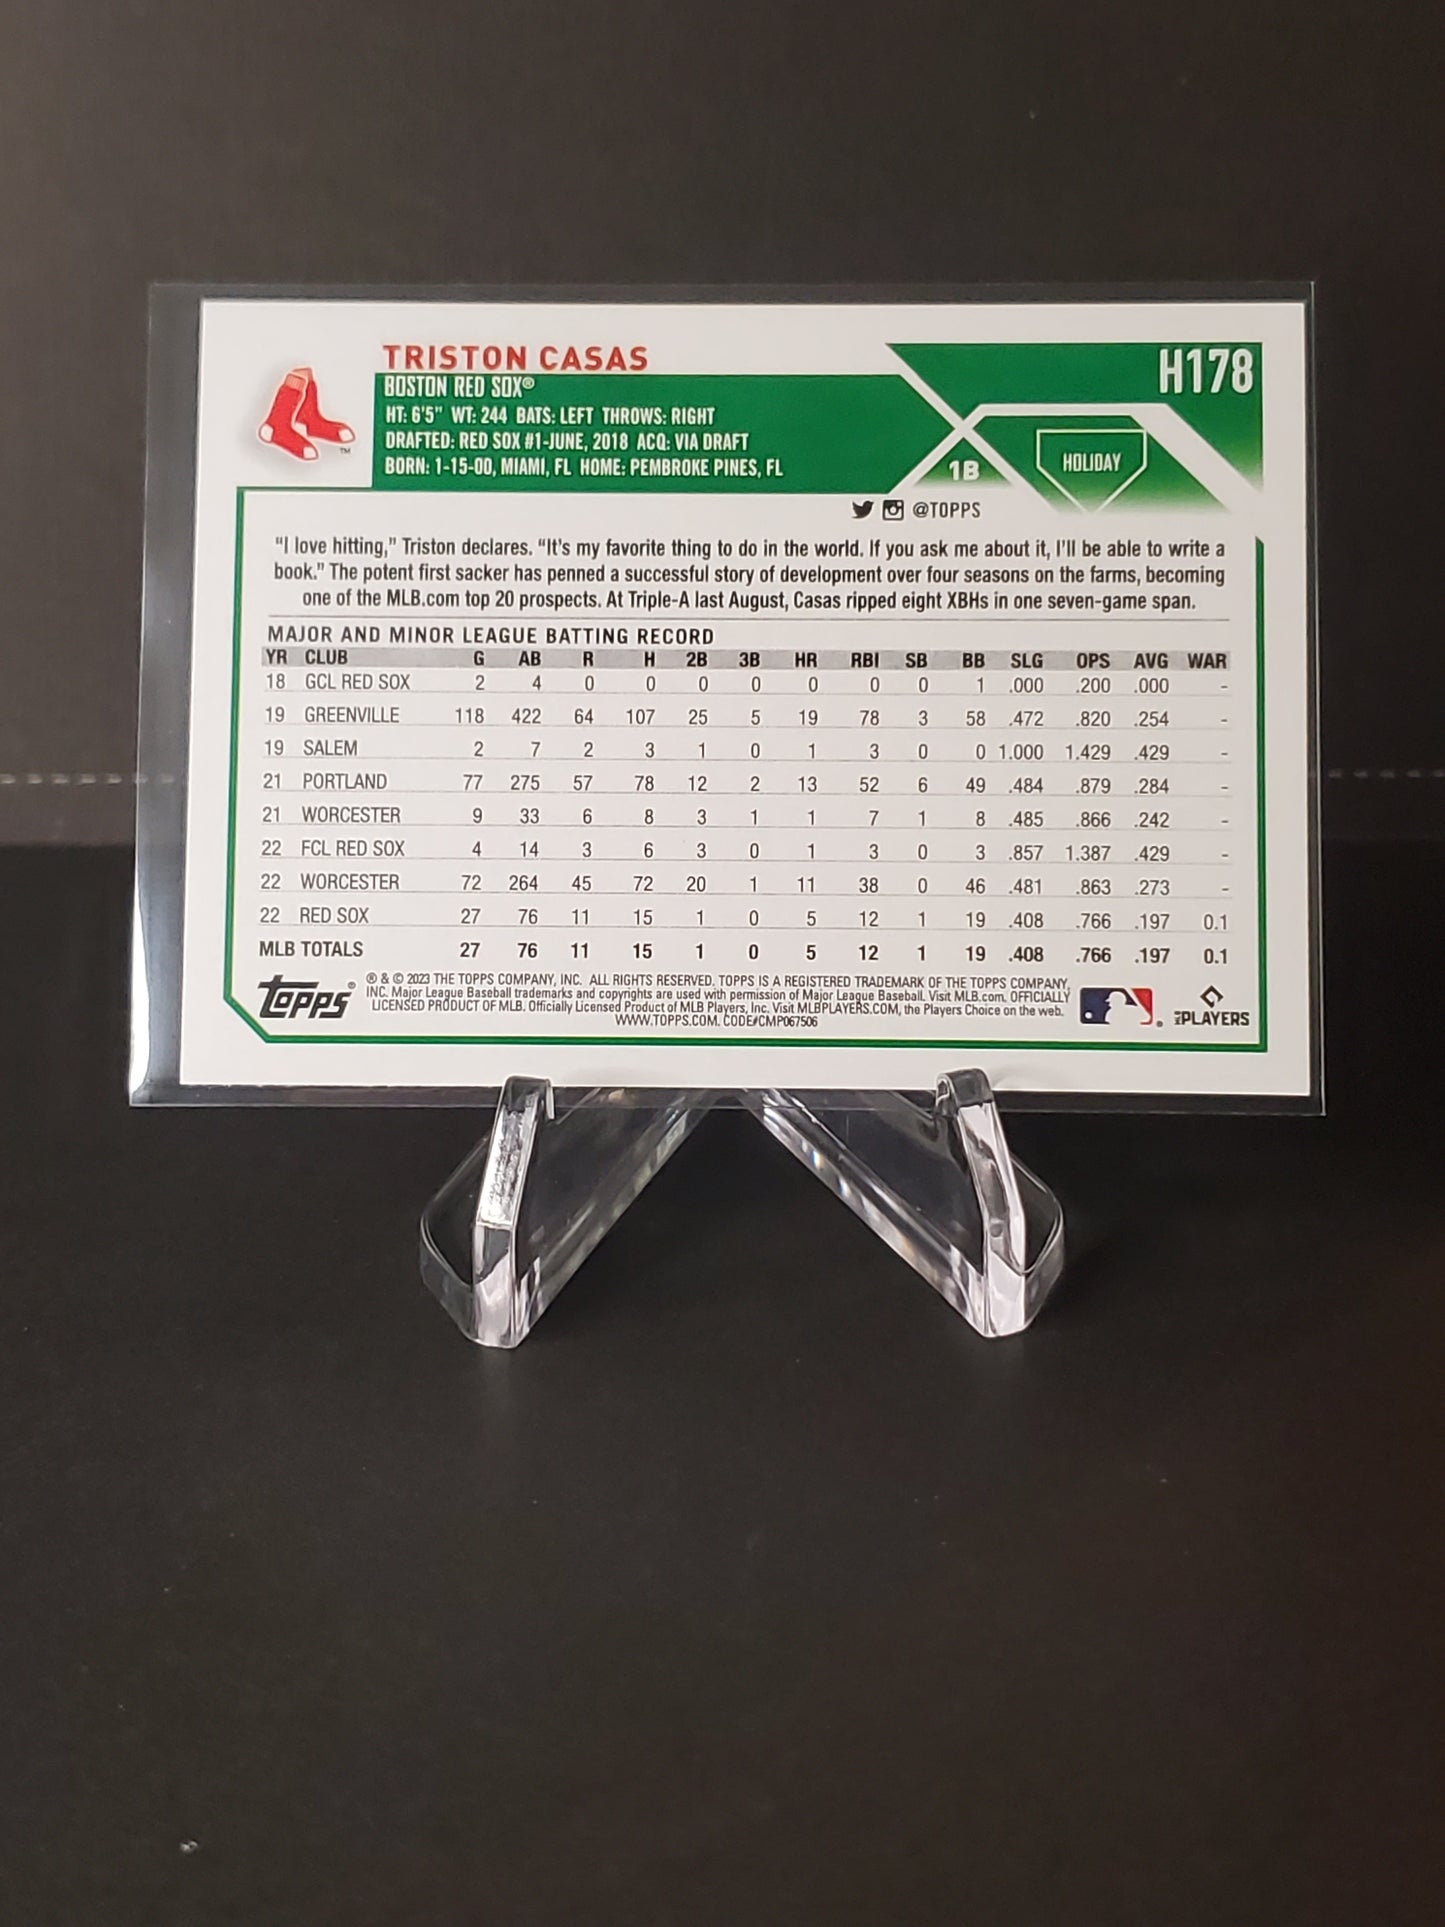 TRISTON CASAS
H178
BOSTON RED SOX®
HT: 6'5" WT: 244 BATS: LEFT THROWS: RIGHT
DRAFTED: RED SOX #1-JUNE, 2018 ACQ: VIA DRAFT
BORN: 1-15-00, MIAMI, FL HOME: PEMBROKE PINES, FL
TM
1B
HOLIDAY
@TOPPS
"I love hitting," Triston declares. "It's my favorite thing to do in the world. If you ask me about it, I'll be able to write a
book." The potent first sacker has penned a successful story of development over four seasons on the farms, becoming
one of the MLB.com top 20 prospects. At Triple-A last August, Casas ripped eight XBHs in one seven-game span.
MAJOR AND MINOR LEAGUE BATTING RECORD
YR CLUB G AB R H 2B 3B HR RBI SB BB SLG OPS AVG WAR
18 GCL RED SOX 2 4 0 0 0 0 0 0 0 1 .000 .200 .000 -
19 GREENVILLE 118 422 64 107 25 5 19 78 3 58 .472 .820 .254 -
19 SALEM 2 7 2 3 1 0 1 3 0 0 1.000 1.429 .429 -
21 PORTLAND 77 275 57 78 12 2 13 52 6 49 .484 .879 .284 -
21 WORCESTER 9 33 6 8 3 1 1 7 1 8 .485 .866 .242 -
22 FCL RED SOX 4 14 3 6 3 0 1 3 0 3 .857 1.387 .429 -
22 WORCESTER 72 264 45 72 20 1 11 38 0 46 .481 .863 .273 -
22 RED SOX 27 76 11 15 1 0 5 12 1 19 .408 .766 .197 0.1
MLB TOTALS 27 76 11 15 1 0 5 12 1 19 .408 .766 .197 0.1
topps®
® & © 2023 THE TOPPS COMPANY, INC. ALL RIGHTS RESERVED. TOPPS IS A REGISTERED TRADEMARK OF THE TOPPS COMPANY,
INC. Major League Baseball trademarks and copyrights are used with permission of Major League Baseball. Visit MLB.com. OFFICIALLY
LICENSED PRODUCT OF MLB. Officially Licensed Product of MLB Players, Inc. Visit MLBPLAYERS.COM, the Players Choice on the web.
WWW.TOPPS.COM. CODE#CMP067506
MLB PLAYERS